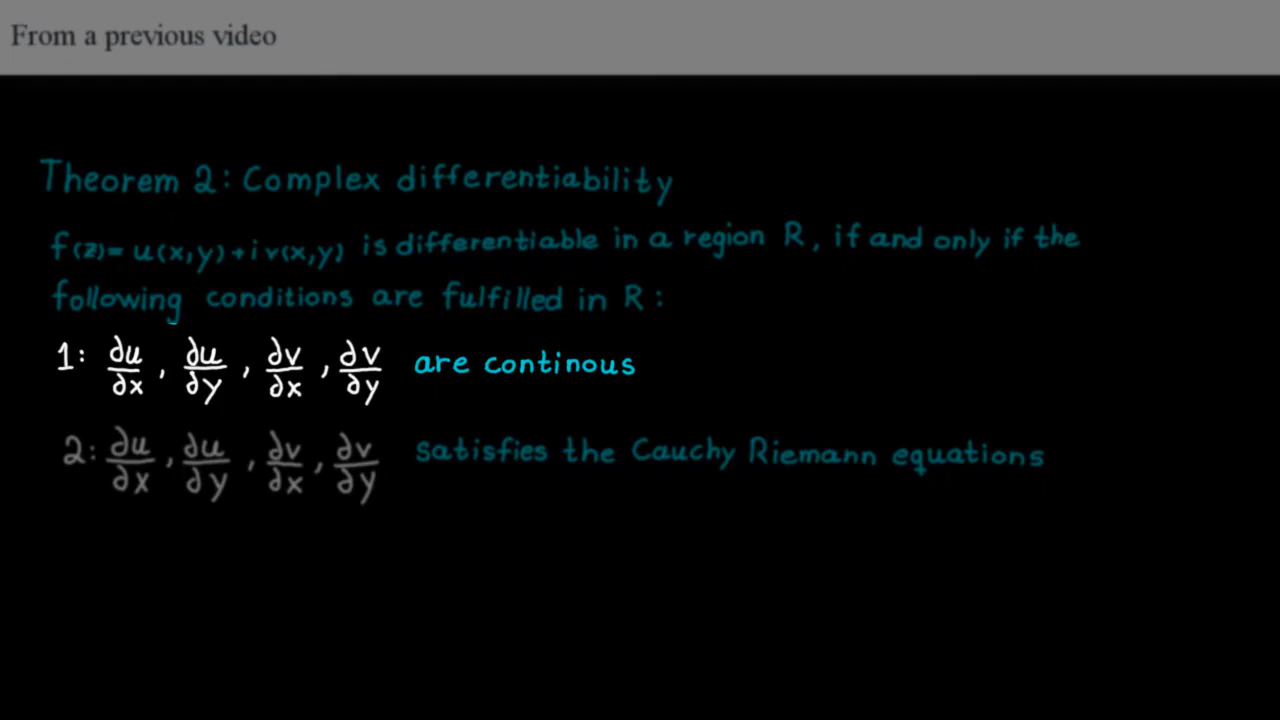 From a previous video
Theorem 2: Complex differentiability
f(z)= u(x,y)+iv(x,y) is differentiable in a region R, if and only if the
following conditions are fulfilled in R:
1: ∂u/∂x, ∂u/∂y, ∂v/∂x, ∂v/∂y are continous
2: ∂u/∂x, ∂u/∂y, ∂v/∂x, ∂v/∂y satisfies the Cauchy Riemann equations